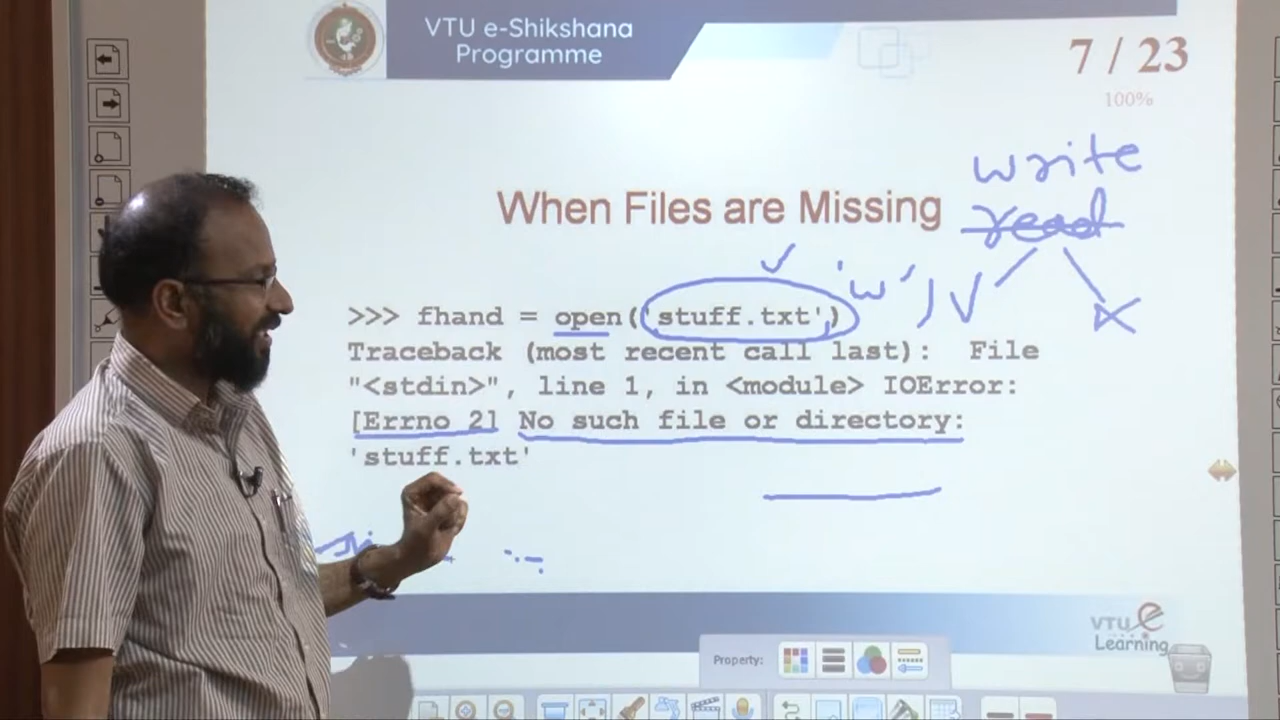 VTU e-Shikshana
Programme
7 / 23
100%
write
When Files are Missing
read
'w'
>>> fhand = open('stuff.txt')
Traceback (most recent call last): File
"<stdin>", line 1, in <module> IOError:
[Errno 2] No such file or directory:
'stuff.txt'
VTU e
Learning
Property: